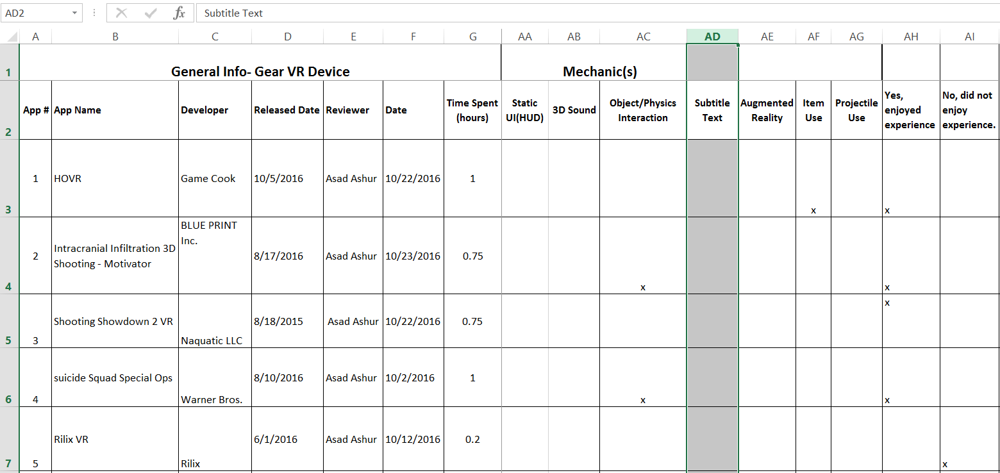 AD2 fx Subtitle Text
A B C D E F G AA AB AC AD AE AF AG AH AI
1 General Info- Gear VR Device Mechanic(s)
2 App # App Name Developer Released Date Reviewer Date Time Spent (hours) Static UI(HUD) 3D Sound Object/Physics Interaction Subtitle Text Augmented Reality Item Use Projectile Use Yes, enjoyed experience No, did not enjoy experience.
3 1 HOVR Game Cook 10/5/2016 Asad Ashur 10/22/2016 1 x x
4 2 Intracranial Infiltration 3D Shooting - Motivator BLUE PRINT Inc. 8/17/2016 Asad Ashur 10/23/2016 0.75 x x
5 3 Shooting Showdown 2 VR Naquatic LLC 8/18/2015 Asad Ashur 10/22/2016 0.75 x
6 4 suicide Squad Special Ops Warner Bros. 8/10/2016 Asad Ashur 10/2/2016 1 x x
7 5 Rilix VR Rilix 6/1/2016 Asad Ashur 10/12/2016 0.2 x